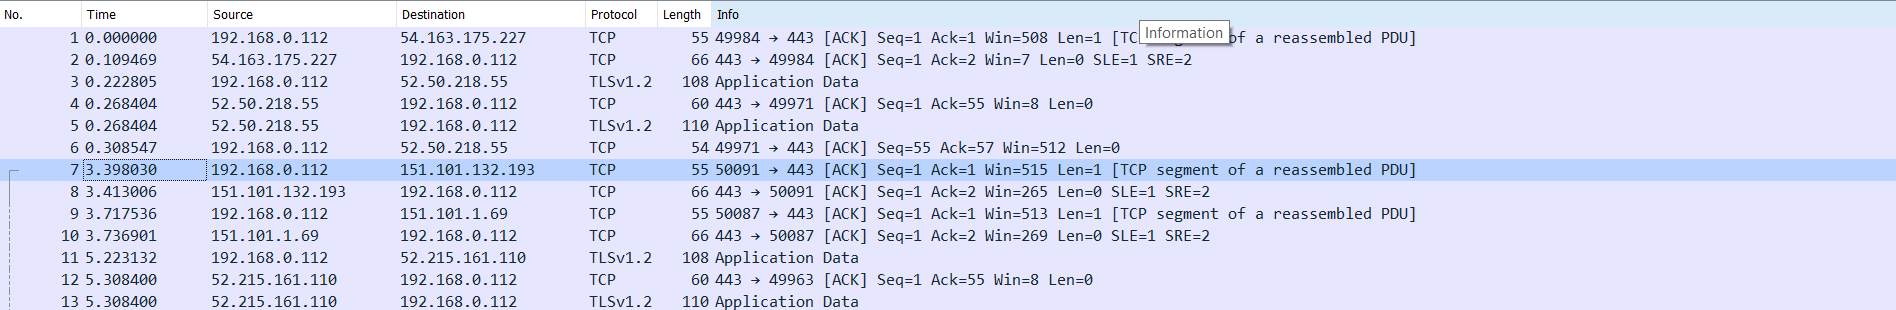 No. Time Source Destination Protocol Length Info
Information
1 0.000000 192.168.0.112 54.163.175.227 TCP 55 49984 → 443 [ACK] Seq=1 Ack=1 Win=508 Len=1 [TC of a reassembled PDU]
2 0.109469 54.163.175.227 192.168.0.112 TCP 66 443 → 49984 [ACK] Seq=1 Ack=2 Win=7 Len=0 SLE=1 SRE=2
3 0.222805 192.168.0.112 52.50.218.55 TLSv1.2 108 Application Data
4 0.268404 52.50.218.55 192.168.0.112 TCP 60 443 → 49971 [ACK] Seq=1 Ack=55 Win=8 Len=0
5 0.268404 52.50.218.55 192.168.0.112 TLSv1.2 110 Application Data
6 0.308547 192.168.0.112 52.50.218.55 TCP 54 49971 → 443 [ACK] Seq=55 Ack=57 Win=512 Len=0
7 3.398030 192.168.0.112 151.101.132.193 TCP 55 50091 → 443 [ACK] Seq=1 Ack=1 Win=515 Len=1 [TCP segment of a reassembled PDU]
8 3.413006 151.101.132.193 192.168.0.112 TCP 66 443 → 50091 [ACK] Seq=1 Ack=2 Win=265 Len=0 SLE=1 SRE=2
9 3.717536 192.168.0.112 151.101.1.69 TCP 55 50087 → 443 [ACK] Seq=1 Ack=1 Win=513 Len=1 [TCP segment of a reassembled PDU]
10 3.736901 151.101.1.69 192.168.0.112 TCP 66 443 → 50087 [ACK] Seq=1 Ack=2 Win=269 Len=0 SLE=1 SRE=2
11 5.223132 192.168.0.112 52.215.161.110 TLSv1.2 108 Application Data
12 5.308400 52.215.161.110 192.168.0.112 TCP 60 443 → 49963 [ACK] Seq=1 Ack=55 Win=8 Len=0
13 5.308400 52.215.161.110 192.168.0.112 TLSv1.2 110 Application Data